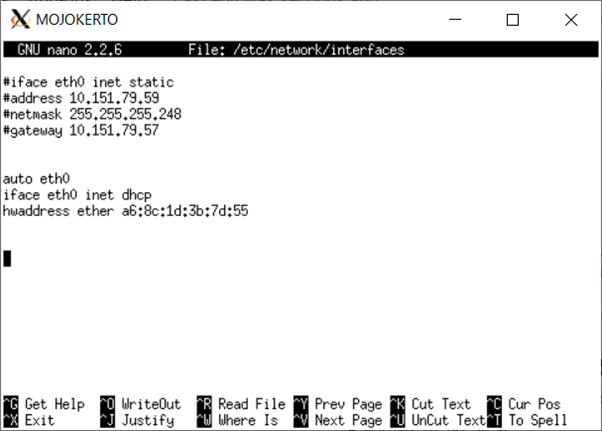 MOJOKERTO
GNU nano 2.2.6 File: /etc/network/interfaces
#iface eth0 inet static
#address 10.151.79.59
#netmask 255.255.255.248
#gateway 10.151.79.57
auto eth0
iface eth0 inet dhcp
hwaddress ether a6:8c:1d:3b:7d:55
^G Get Help ^O WriteOut ^R Read File ^Y Prev Page ^K Cut Text ^C Cur Pos
^X Exit ^J Justify ^W Where Is ^V Next Page ^U UnCut Text ^T To Spell